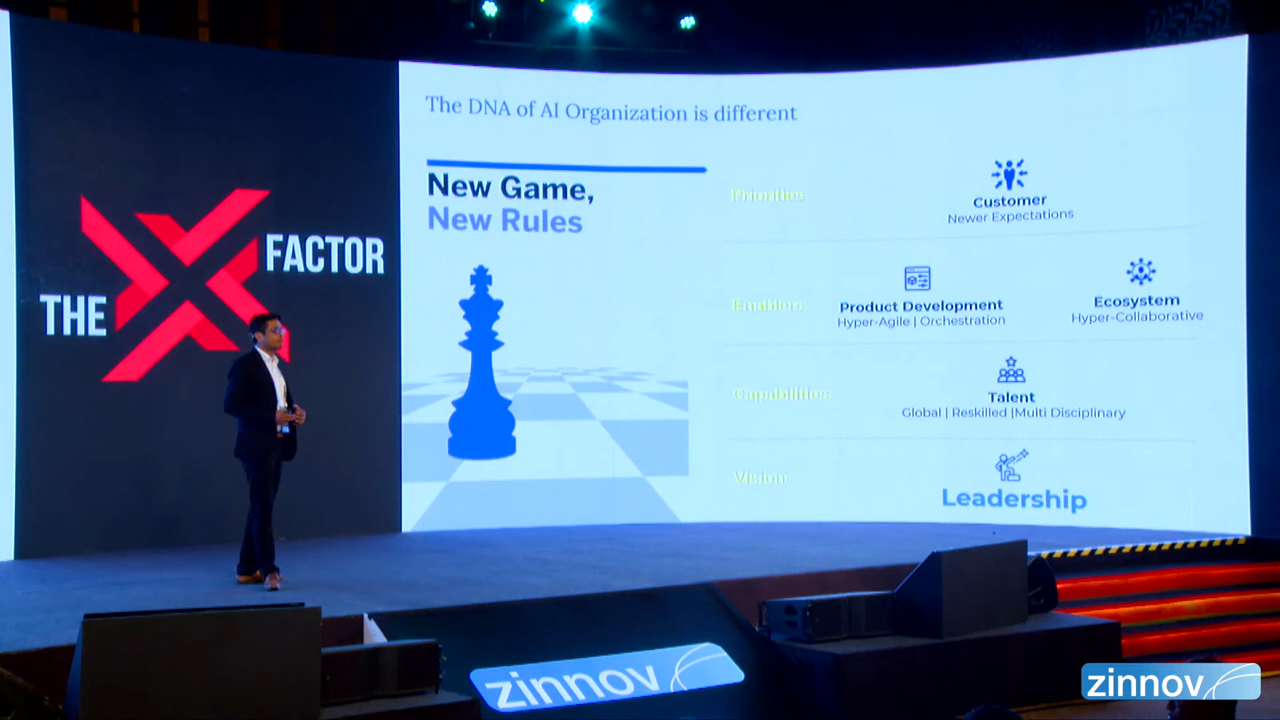 THE
FACTOR
The DNA of AI Organization is different
New Game,
New Rules
Priorities
Customer
Newer Expectations
Enablers
Product Development
Hyper-Agile | Orchestration
Ecosystem
Hyper-Collaborative
Capabilities
Talent
Global | Reskilled |Multi Disciplinary
Vision
Leadership
zinnov
zinnov